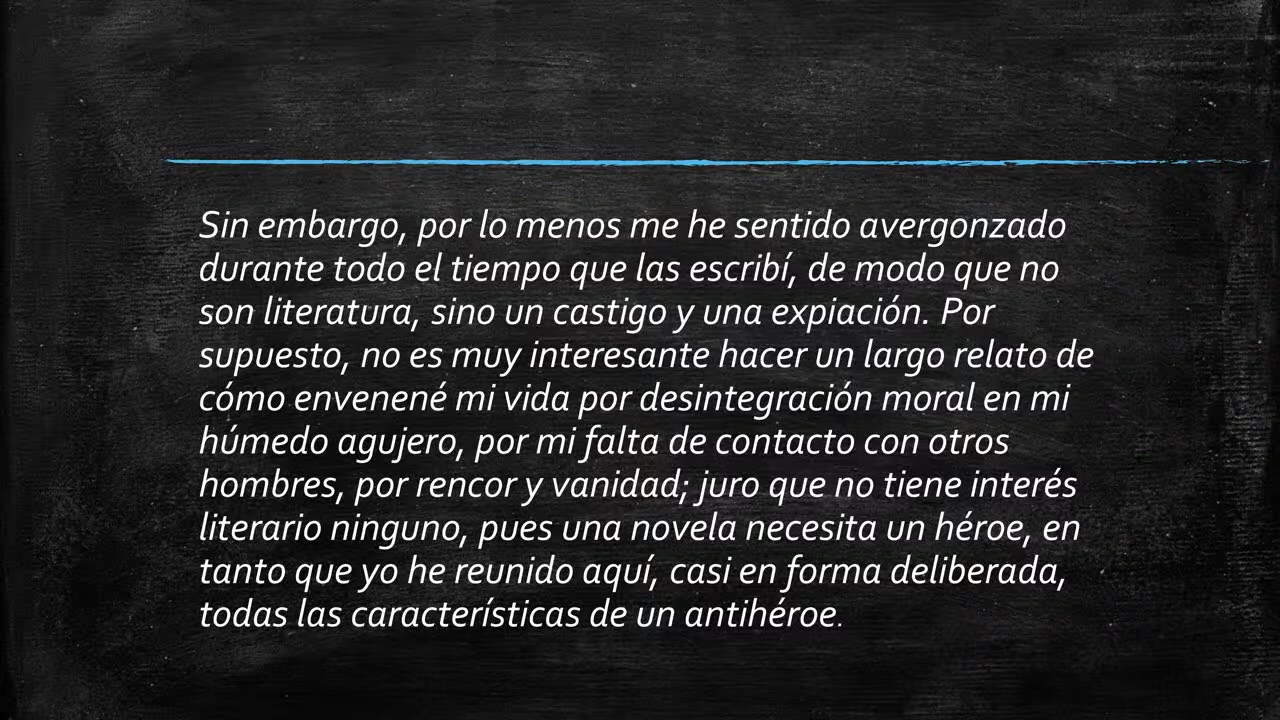 Sin embargo, por lo menos me he sentido avergonzado
durante todo el tiempo que las escribí, de modo que no
son literatura, sino un castigo y una expiación. Por
supuesto, no es muy interesante hacer un largo relato de
cómo envenené mi vida por desintegración moral en mi
húmedo agujero, por mi falta de contacto con otros
hombres, por rencor y vanidad; juro que no tiene interés
literario ninguno, pues una novela necesita un héroe, en
tanto que yo he reunido aquí, casi en forma deliberada,
todas las características de un antihéroe.